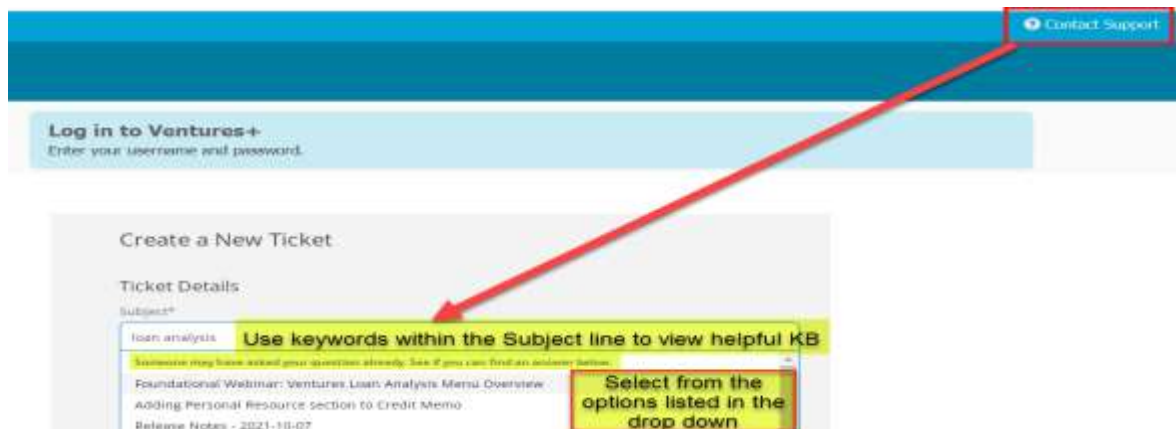 Contact Support
Log in to Ventures+
Enter your username and password.
Create a New Ticket
Ticket Details
Subject*
loan analysis
Use keywords within the Subject line to view helpful KB
Someone may have asked your question already. See if you can find an answer below.
Foundational Webinar: Ventures Loan Analysis Menu Overview
Select from the
options listed in the
drop down
Adding Personal Resource section to Credit Memo
Release Notes - 2021-10-07